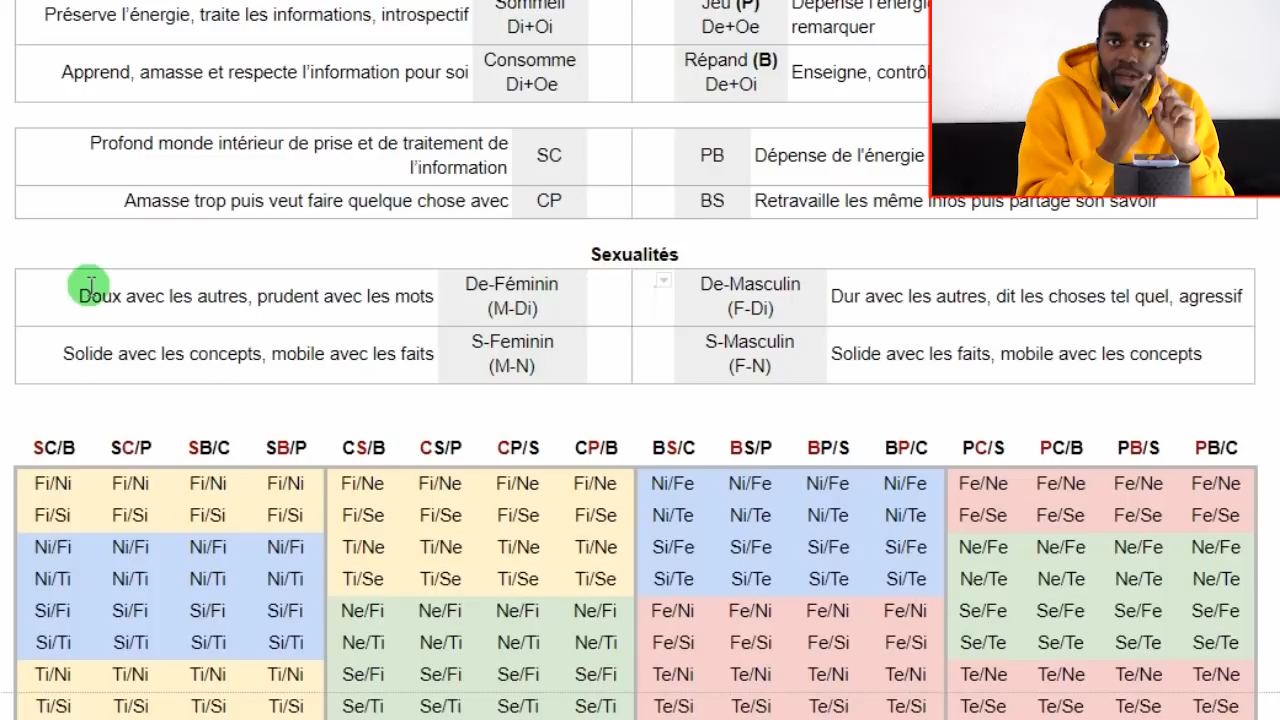 Préserve l’énergie, traite les informations, introspectif
Sommeil
Di+Oi
Jeu (P)
De+Oe
Dépense l'énergie
remarquer
Apprend, amasse et respecte l’information pour soi
Consomme
Di+Oe
Répand (B)
De+Oi
Enseigne, contrôl
Profond monde intérieur de prise et de traitement de
l’information
SC
PB
Dépense de l'énergie
Amasse trop puis veut faire quelque chose avec
CP
BS
Retravaille les même infos puis partage son savoir
Sexualités
Doux avec les autres, prudent avec les mots
De-Féminin
(M-Di)
De-Masculin
(F-Di)
Dur avec les autres, dit les choses tel quel, agressif
Solide avec les concepts, mobile avec les faits
S-Feminin
(M-N)
S-Masculin
(F-N)
Solide avec les faits, mobile avec les concepts
SC/B SC/P SB/C SB/P CS/B CS/P CP/S CP/B BS/C BS/P BP/S BP/C PC/S PC/B PB/S PB/C
Fi/Ni Fi/Ni Fi/Ni Fi/Ni Fi/Ne Fi/Ne Fi/Ne Fi/Ne Ni/Fe Ni/Fe Ni/Fe Ni/Fe Fe/Ne Fe/Ne Fe/Ne Fe/Ne
Fi/Si Fi/Si Fi/Si Fi/Si Fi/Se Fi/Se Fi/Se Fi/Se Ni/Te Ni/Te Ni/Te Ni/Te Fe/Se Fe/Se Fe/Se Fe/Se
Ni/Fi Ni/Fi Ni/Fi Ni/Fi Ti/Ne Ti/Ne Ti/Ne Ti/Ne Si/Fe Si/Fe Si/Fe Si/Fe Ne/Fe Ne/Fe Ne/Fe Ne/Fe
Ni/Ti Ni/Ti Ni/Ti Ni/Ti Ti/Se Ti/Se Ti/Se Ti/Se Si/Te Si/Te Si/Te Si/Te Ne/Te Ne/Te Ne/Te Ne/Te
Si/Fi Si/Fi Si/Fi Si/Fi Ne/Fi Ne/Fi Ne/Fi Ne/Fi Fe/Ni Fe/Ni Fe/Ni Fe/Ni Se/Fe Se/Fe Se/Fe Se/Fe
Si/Ti Si/Ti Si/Ti Si/Ti Ne/Ti Ne/Ti Ne/Ti Ne/Ti Fe/Si Fe/Si Fe/Si Fe/Si Se/Te Se/Te Se/Te Se/Te
Ti/Ni Ti/Ni Ti/Ni Ti/Ni Se/Fi Se/Fi Se/Fi Se/Fi Te/Ni Te/Ni Te/Ni Te/Ni Te/Ne Te/Ne Te/Ne Te/Ne
Ti/Si Ti/Si Ti/Si Ti/Si Se/Ti Se/Ti Se/Ti Se/Ti Te/Si Te/Si Te/Si Te/Si Te/Se Te/Se Te/Se Te/Se